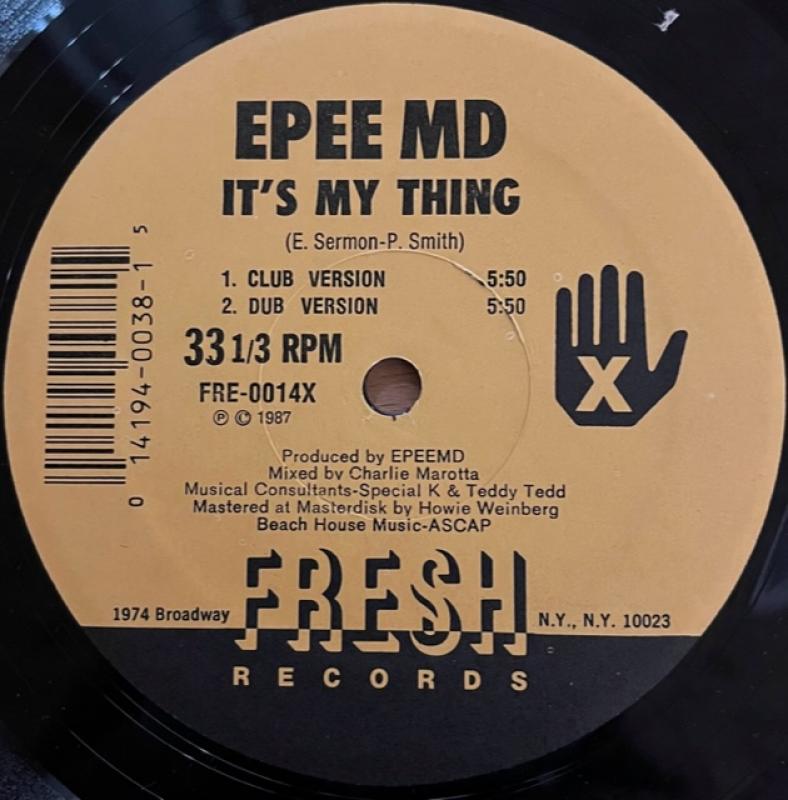 EPEE MD
IT'S MY THING
(E. Sermon-P. Smith)
1. CLUB VERSION 5:50
2. DUB VERSION 5:50
33 1/3 RPM
FRE-0014X
℗ © 1987
0 14194-0038-1 5
X
Produced by EPEEMD
Mixed by Charlie Marotta
Musical Consultants-Special K & Teddy Tedd
Mastered at Masterdisk by Howie Weinberg
Beach House Music-ASCAP
1974 Broadway FRESH N.Y., N.Y. 10023
RECORDS